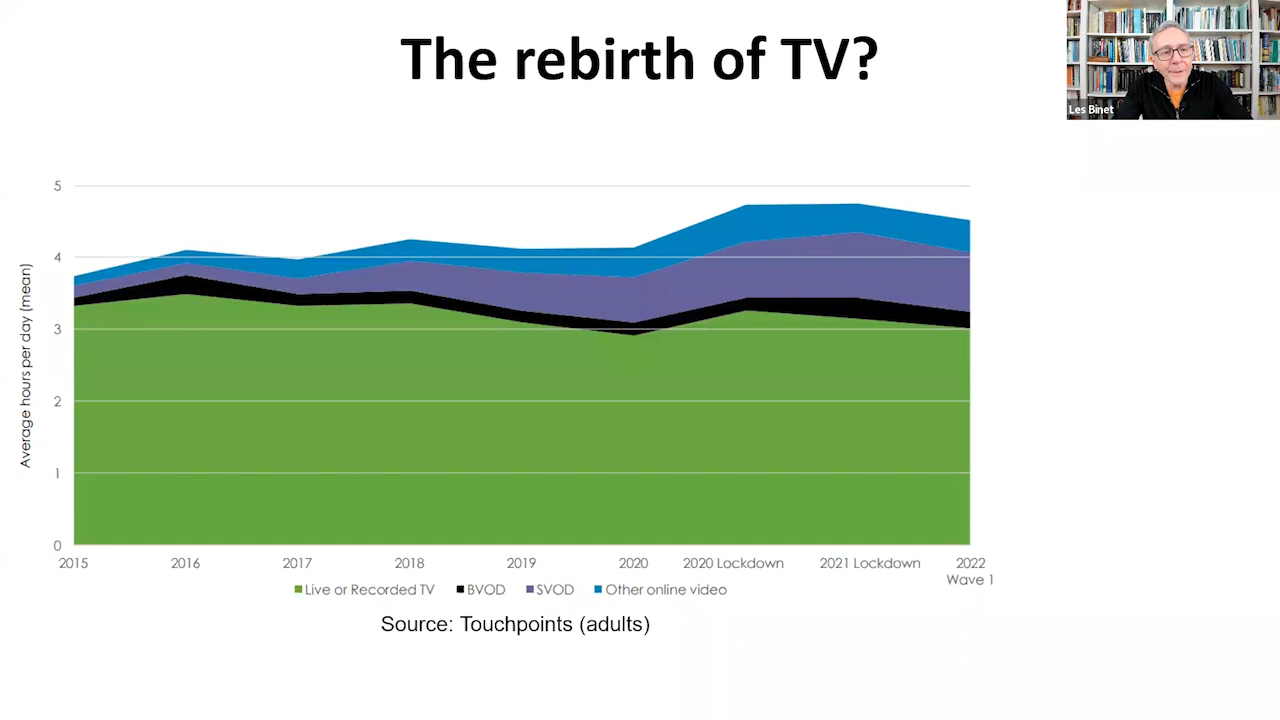 The rebirth of TV?
Les Binet
Average hours per day (mean)
5
4
3
2
1
0
2015 2016 2017 2018 2019 2020 2020 Lockdown 2021 Lockdown 2022
Wave 1
Live or Recorded TV BVOD SVOD Other online video
Source: Touchpoints (adults)